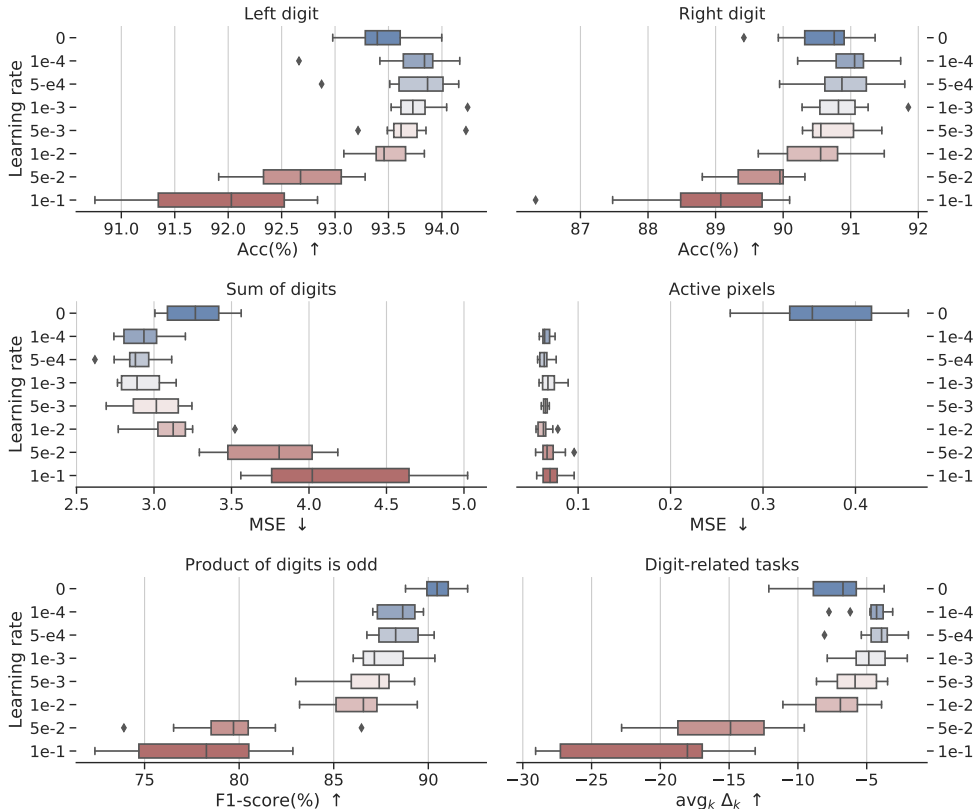 Left digit
Right digit
Learning rate
0
1e-4
5-e4
1e-3
5e-3
1e-2
5e-2
1e-1
0
1e-4
5-e4
1e-3
5e-3
1e-2
5e-2
1e-1
91.0 91.5 92.0 92.5 93.0 93.5 94.0
Acc(%) ↑
87 88 89 90 91 92
Acc(%) ↑
Sum of digits
Active pixels
Learning rate
0
1e-4
5-e4
1e-3
5e-3
1e-2
5e-2
1e-1
0
1e-4
5-e4
1e-3
5e-3
1e-2
5e-2
1e-1
2.5 3.0 3.5 4.0 4.5 5.0
MSE ↓
0.1 0.2 0.3 0.4
MSE ↓
Product of digits is odd
Digit-related tasks
Learning rate
0
1e-4
5-e4
1e-3
5e-3
1e-2
5e-2
1e-1
0
1e-4
5-e4
1e-3
5e-3
1e-2
5e-2
1e-1
75 80 85 90
F1-score(%) ↑
−30 −25 −20 −15 −10 −5
avgₖ Δₖ ↑